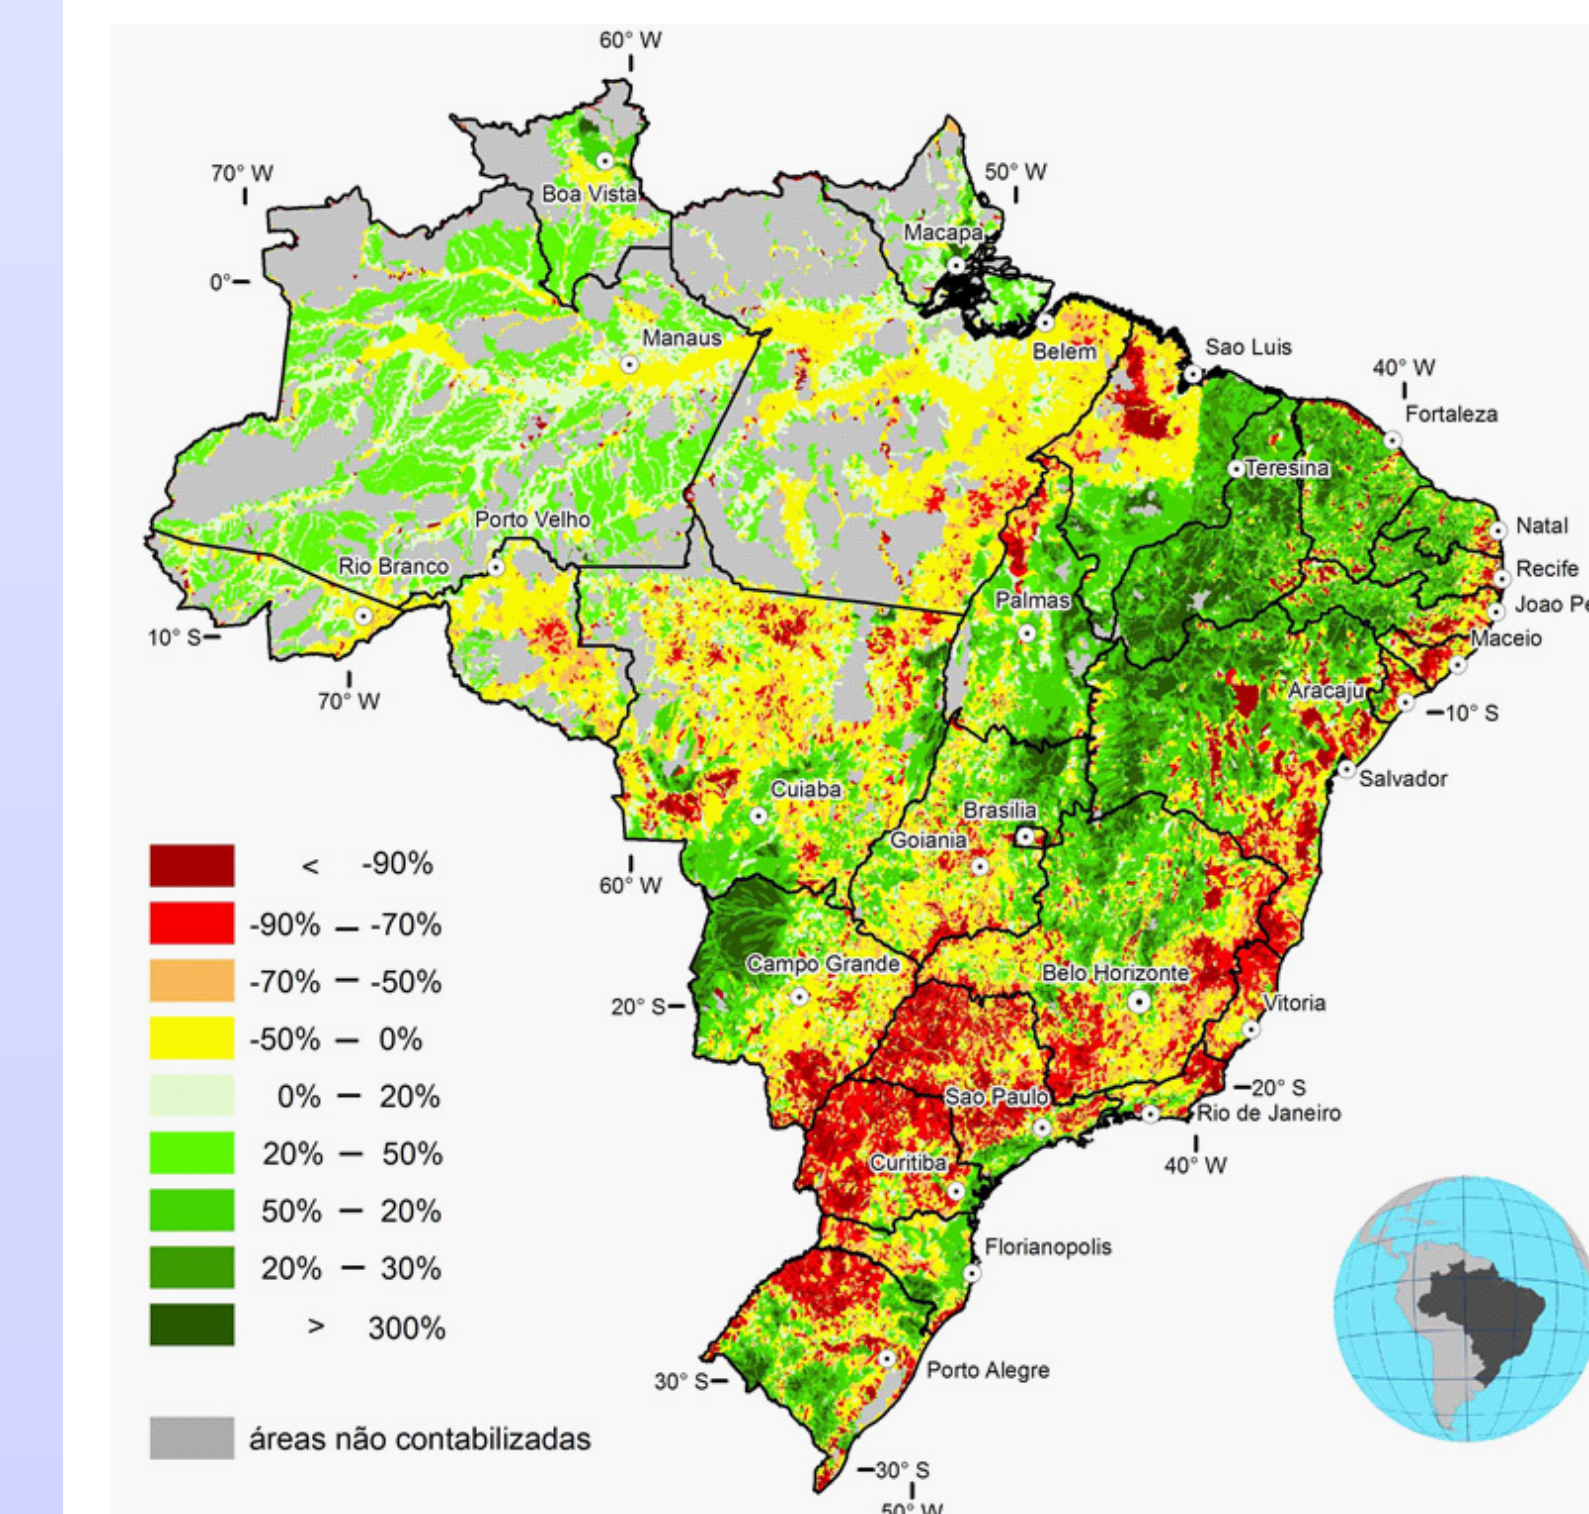 60° W
70° W
50° W
Boa Vista
Macapa
0°
Manaus
Belem
Sao Luis
40° W
Fortaleza
Teresina
Porto Velho
Natal
Rio Branco
Recife
Palmas
Joao Pe
10° S
Maceio
70° W
Aracaju
10° S
Salvador
Cuiaba
Brasilia
Goiania
60° W
Campo Grande
Belo Horizonte
20° S
Vitoria
Sao Paulo
20° S
Rio de Janeiro
40° W
Curitiba
Florianopolis
Porto Alegre
30° S
30° S
50° W
< -90%
-90% – -70%
-70% – -50%
-50% – 0%
0% – 20%
20% – 50%
50% – 20%
20% – 30%
> 300%
áreas não contabilizadas